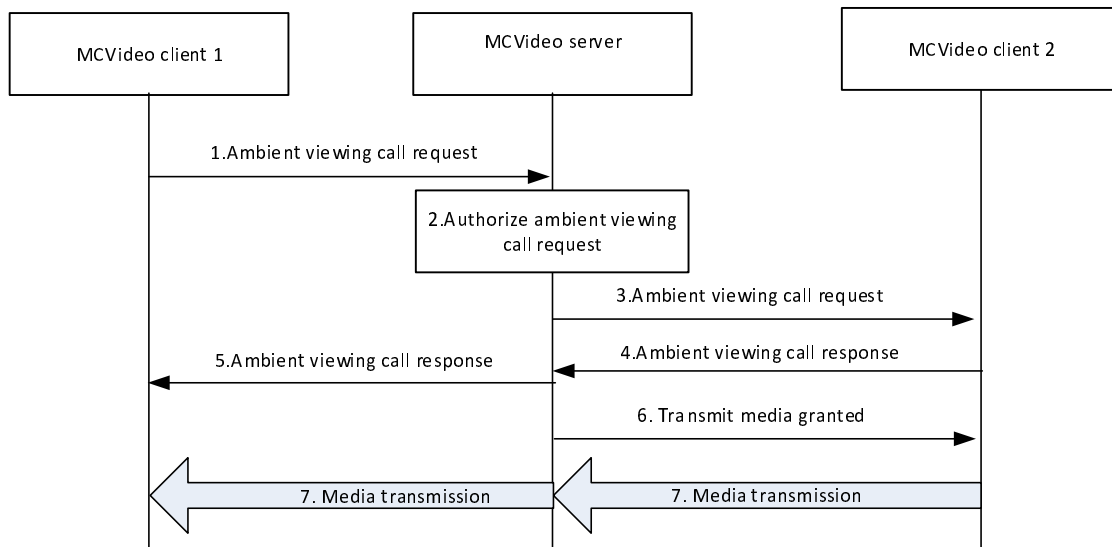 MCVideo client 1
MCVideo server
MCVideo client 2
1.Ambient viewing call request
2.Authorize ambient viewing
call request
3.Ambient viewing call request
4.Ambient viewing call response
5.Ambient viewing call response
6. Transmit media granted
7. Media transmission
7. Media transmission